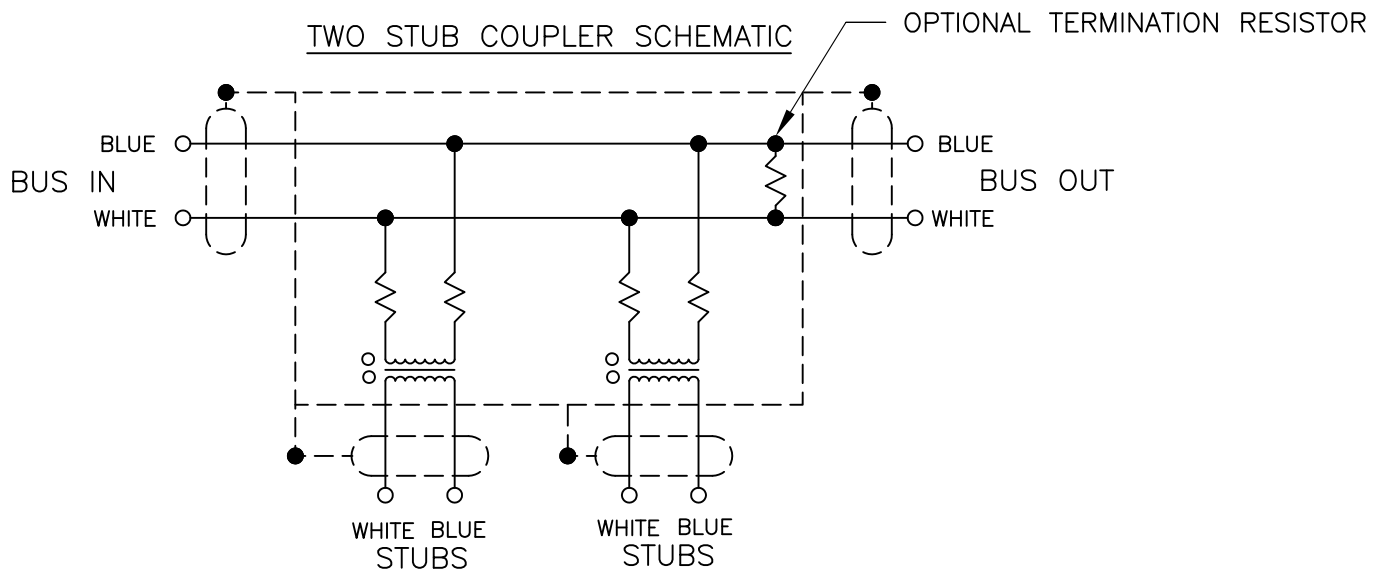 TWO STUB COUPLER SCHEMATIC
OPTIONAL TERMINATION RESISTOR
BLUE
BLUE
BUS IN
BUS OUT
WHITE
WHITE
WHITE BLUE
STUBS
WHITE BLUE
STUBS